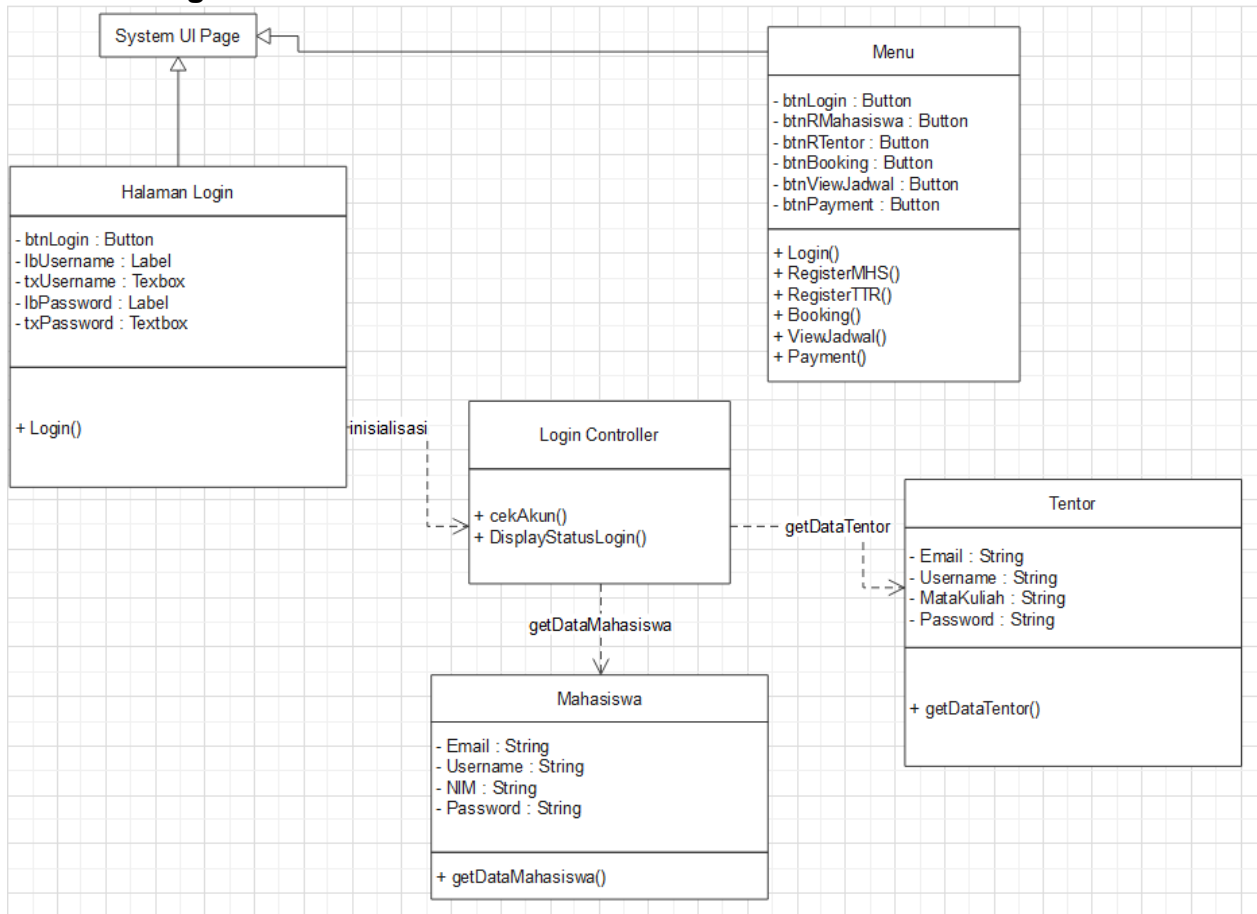 System UI Page
Menu
- btnLogin : Button
- btnRMahasiswa : Button
- btnRTentor : Button
- btnBooking : Button
- btnViewJadwal : Button
- btnPayment : Button
+ Login()
+ RegisterMHS()
+ RegisterTTR()
+ Booking()
+ ViewJadwal()
+ Payment()
Halaman Login
- btnLogin : Button
- lbUsername : Label
- txUsername : Texbox
- lbPassword : Label
- txPassword : Textbox
+ Login()
inisialisasi
Login Controller
+ cekAkun()
+ DisplayStatusLogin()
getDataTentor
Tentor
- Email : String
- Username : String
- MataKuliah : String
- Password : String
+ getDataTentor()
getDataMahasiswa
Mahasiswa
- Email : String
- Username : String
- NIM : String
- Password : String
+ getDataMahasiswa()